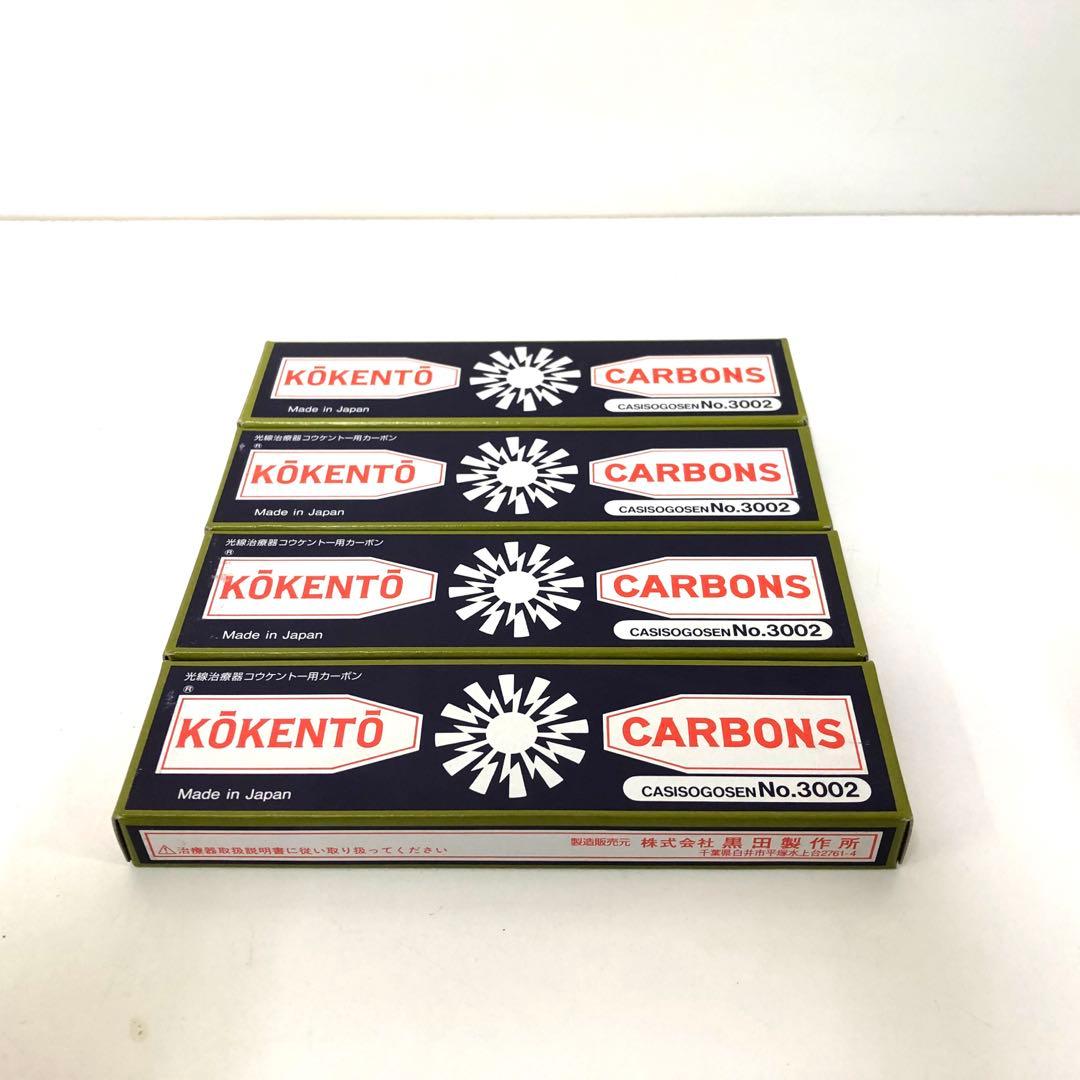 KŌKENTŌ
CARBONS
Made in Japan
CASISOGOSEN No.3002
光線治療器コウケントー用カーボン
®
KŌKENTŌ
CARBONS
Made in Japan
CASISOGOSEN No.3002
光線治療器コウケントー用カーボン
®
KŌKENTŌ
CARBONS
Made in Japan
CASISOGOSEN No.3002
光線治療器コウケントー用カーボン
®
KŌKENTŌ
CARBONS
Made in Japan
CASISOGOSEN No.3002
⚠治療器取扱説明書に従い取り扱ってください
製造販売元 株式会社 黒田製作所
千葉県白井市平塚水上台2761-4